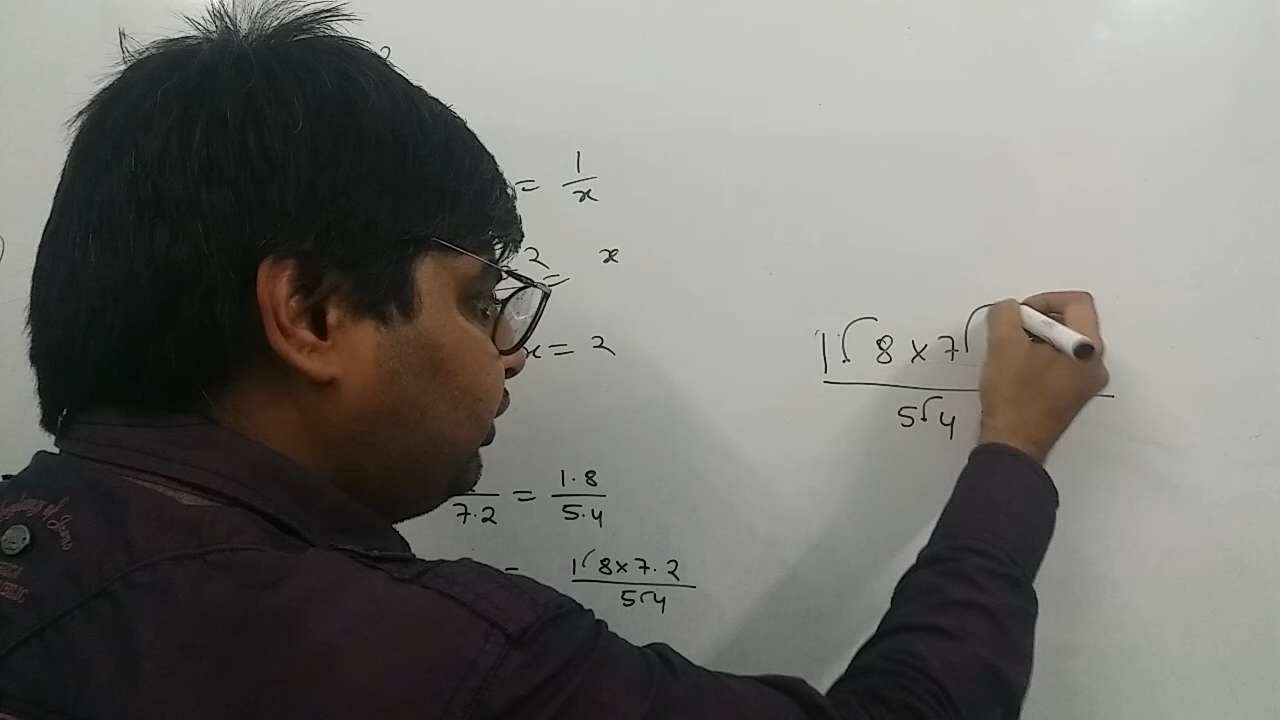 = 1/x
2 = x
x = 2
/7.2 = 1.8/5.4
= 1.8×7.2/5.4
1.8×7
5.4